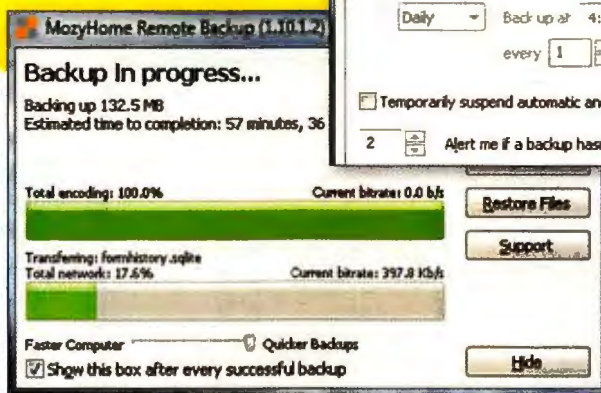 MozyHome Remote Backup (1.10.1.2)
Daily Back up at 4:
every 1
Temporarily suspend automatic an
2 Alert me if a backup has
Backup In progress...
Backing up 132.5 MB
Estimated time to completion: 57 minutes, 36
Total encoding: 100.0% Current bitrate: 0.0 b/s
Restore Files
Support
Transferring: formhistory.sqlite
Total network: 17.6% Current bitrate: 397.8 Kb/s
Faster Computer Quicker Backups
Show this box after every successful backup
Hide